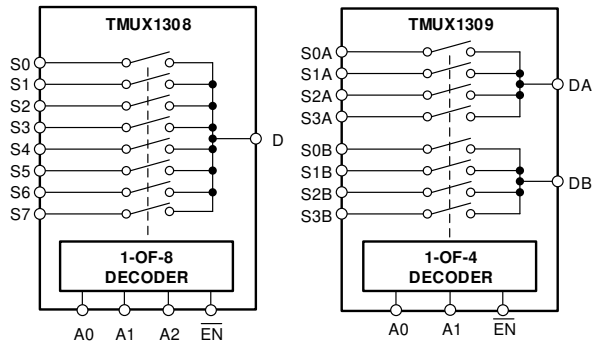 TMUX1308
S0
S1
S2
S3
S4
S5
S6
S7
D
1-OF-8
DECODER
A0 A1 A2 EN
TMUX1309
S0A
S1A
S2A
S3A
S0B
S1B
S2B
S3B
DA
DB
1-OF-4
DECODER
A0 A1 EN